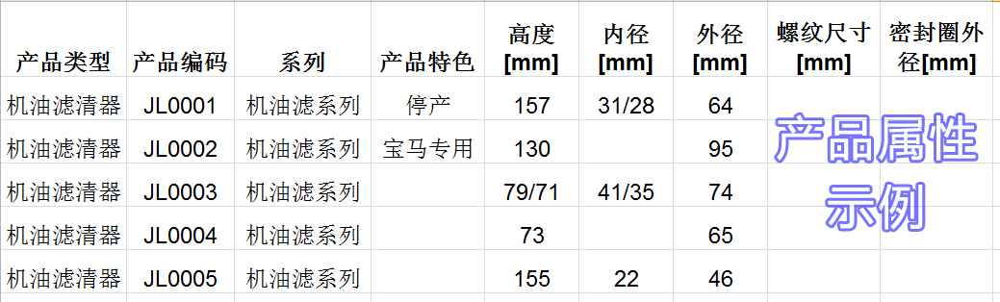 产品类型 产品编码 系列 产品特色 高度[mm] 内径[mm] 外径[mm] 螺纹尺寸[mm] 密封圈外径[mm]
机油滤清器 JL0001 机油滤系列 停产 157 31/28 64
机油滤清器 JL0002 机油滤系列 宝马专用 130 95
机油滤清器 JL0003 机油滤系列 79/71 41/35 74
机油滤清器 JL0004 机油滤系列 73 65
机油滤清器 JL0005 机油滤系列 155 22 46
产品属性
示例